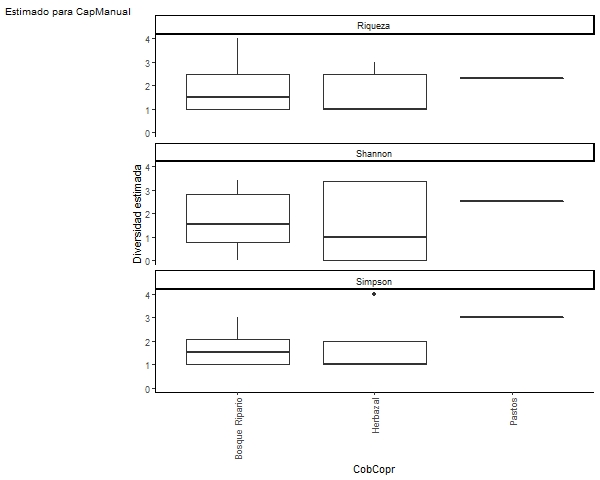 Estimado para CapManual
Riqueza
4
3
2
1
0
Shannon
4
3
2
1
0
Simpson
4
3
2
1
0
Diversidad estimada
Bosque Ripario
Herbazal
Pastos
CobCopr